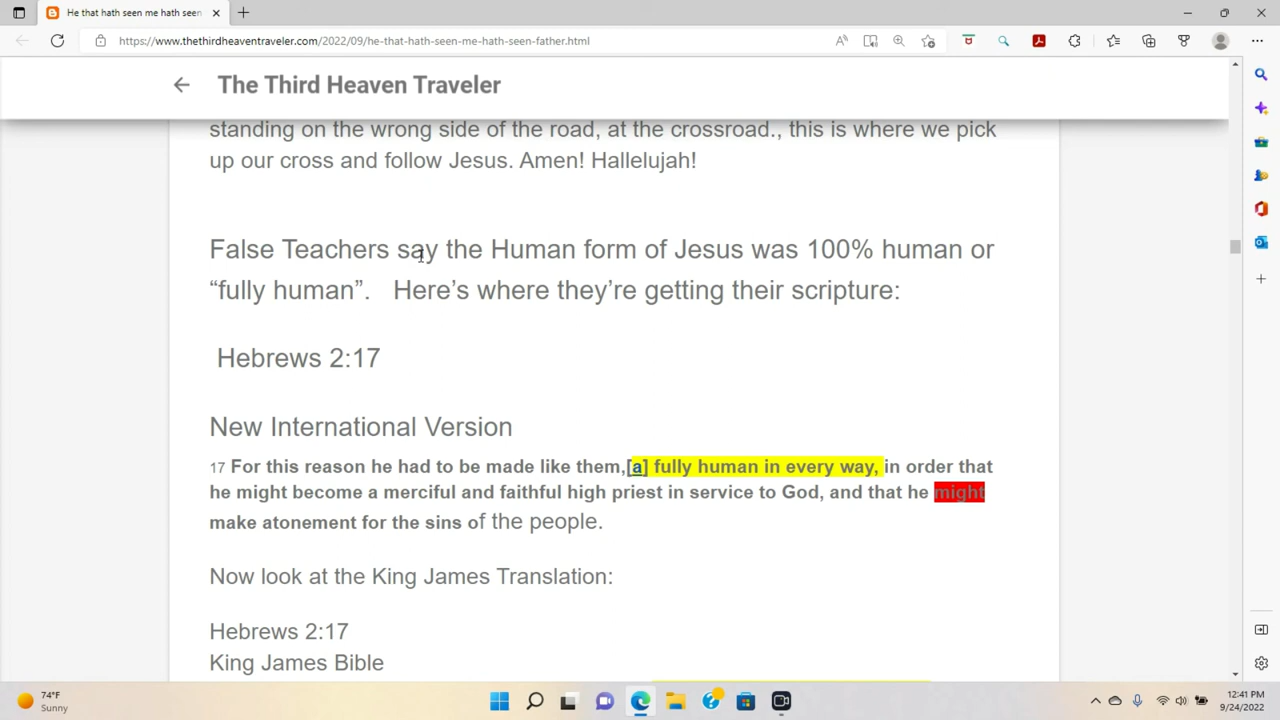 He that hath seen me hath seen
https://www.thethirdheaventraveler.com/2022/09/he-that-hath-seen-me-hath-seen-father.html
The Third Heaven Traveler
standing on the wrong side of the road, at the crossroad., this is where we pick
up our cross and follow Jesus. Amen! Hallelujah!
False Teachers say the Human form of Jesus was 100% human or
“fully human”.   Here’s where they’re getting their scripture:
Hebrews 2:17
New International Version
17 For this reason he had to be made like them,[a] fully human in every way, in order that
he might become a merciful and faithful high priest in service to God, and that he might
make atonement for the sins of the people.
Now look at the King James Translation:
Hebrews 2:17
King James Bible
74°F
Sunny
12:41 PM
9/24/2022